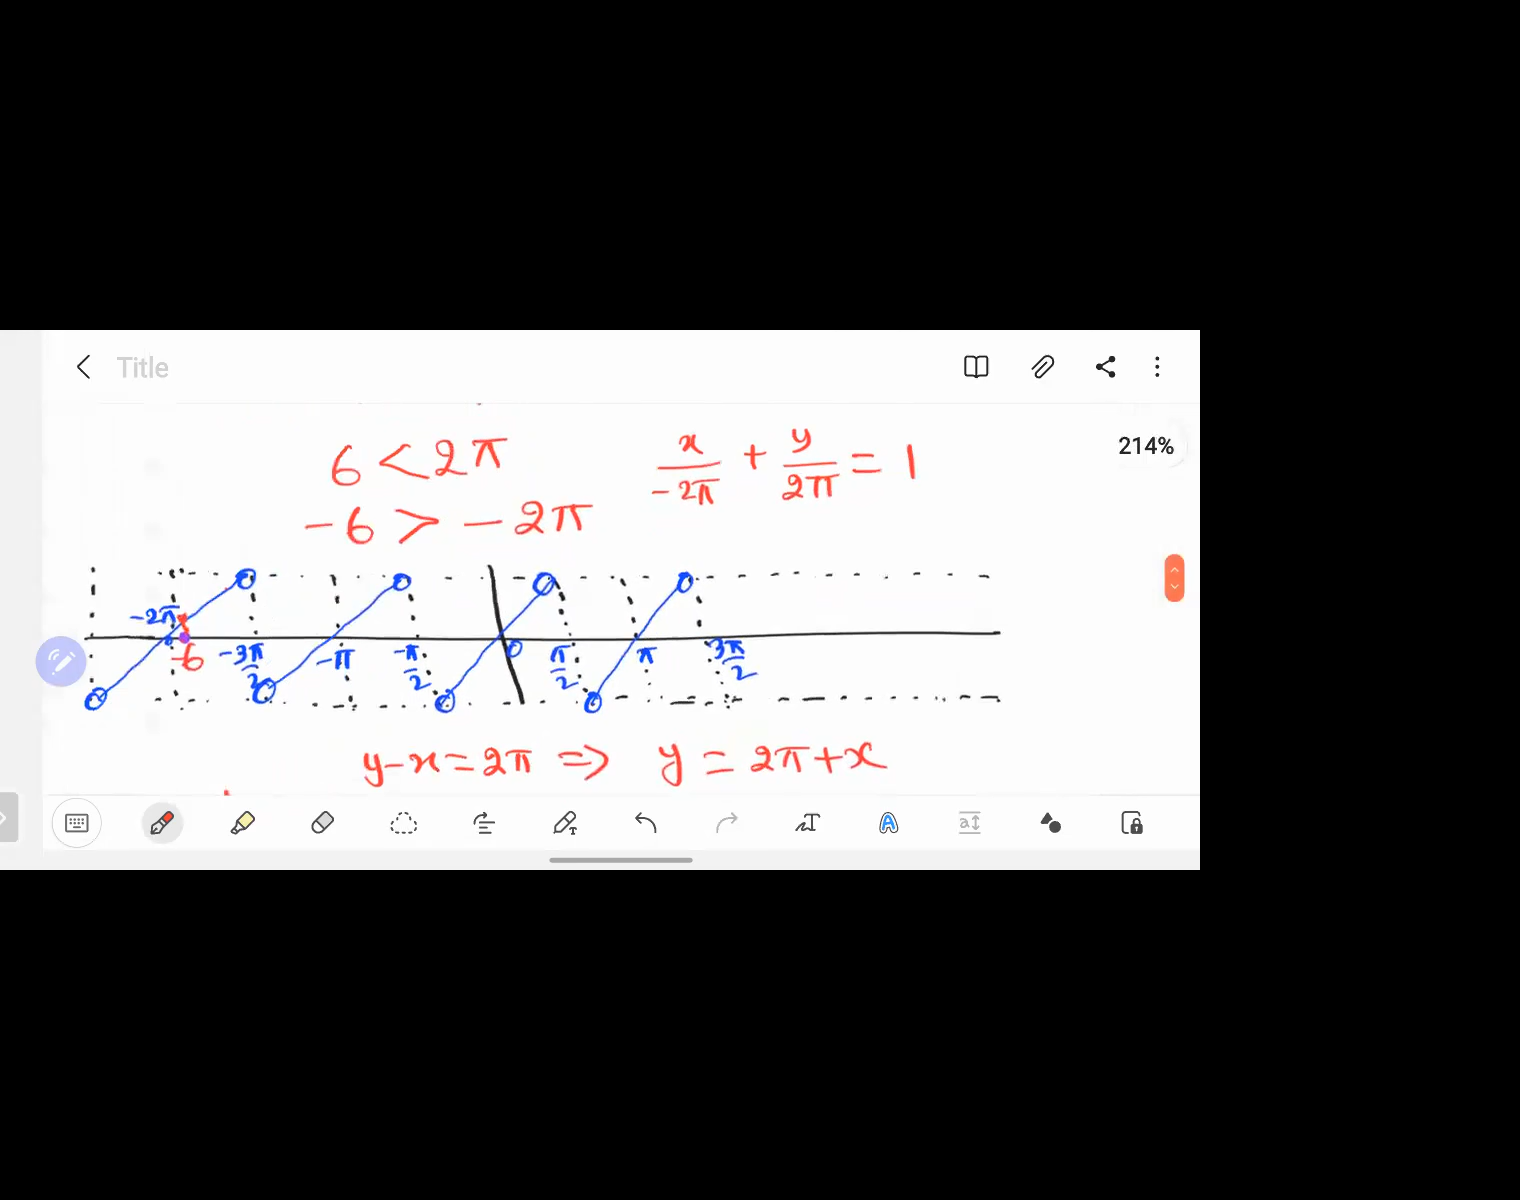 Title
214%
6 < 2π
x/-2π + y/2π = 1
-6 > -2π
-2π
-6 -3π/2 -π -π/2 0 π/2 π 3π/2
y-x = 2π ⇒ y = 2π+x